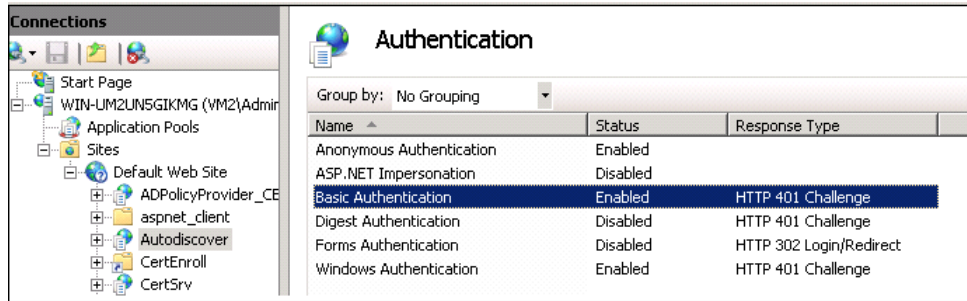 Connections
Start Page
WIN-UM2UN5GIKMG (VM2\Admir
Application Pools
Sites
Default Web Site
ADPolicyProvider_CE
aspnet_client
Autodiscover
CertEnroll
CertSrv
Authentication
Group by: No Grouping
Name Status Response Type
Anonymous Authentication Enabled
ASP.NET Impersonation Disabled
Basic Authentication Enabled HTTP 401 Challenge
Digest Authentication Disabled HTTP 401 Challenge
Forms Authentication Disabled HTTP 302 Login/Redirect
Windows Authentication Enabled HTTP 401 Challenge